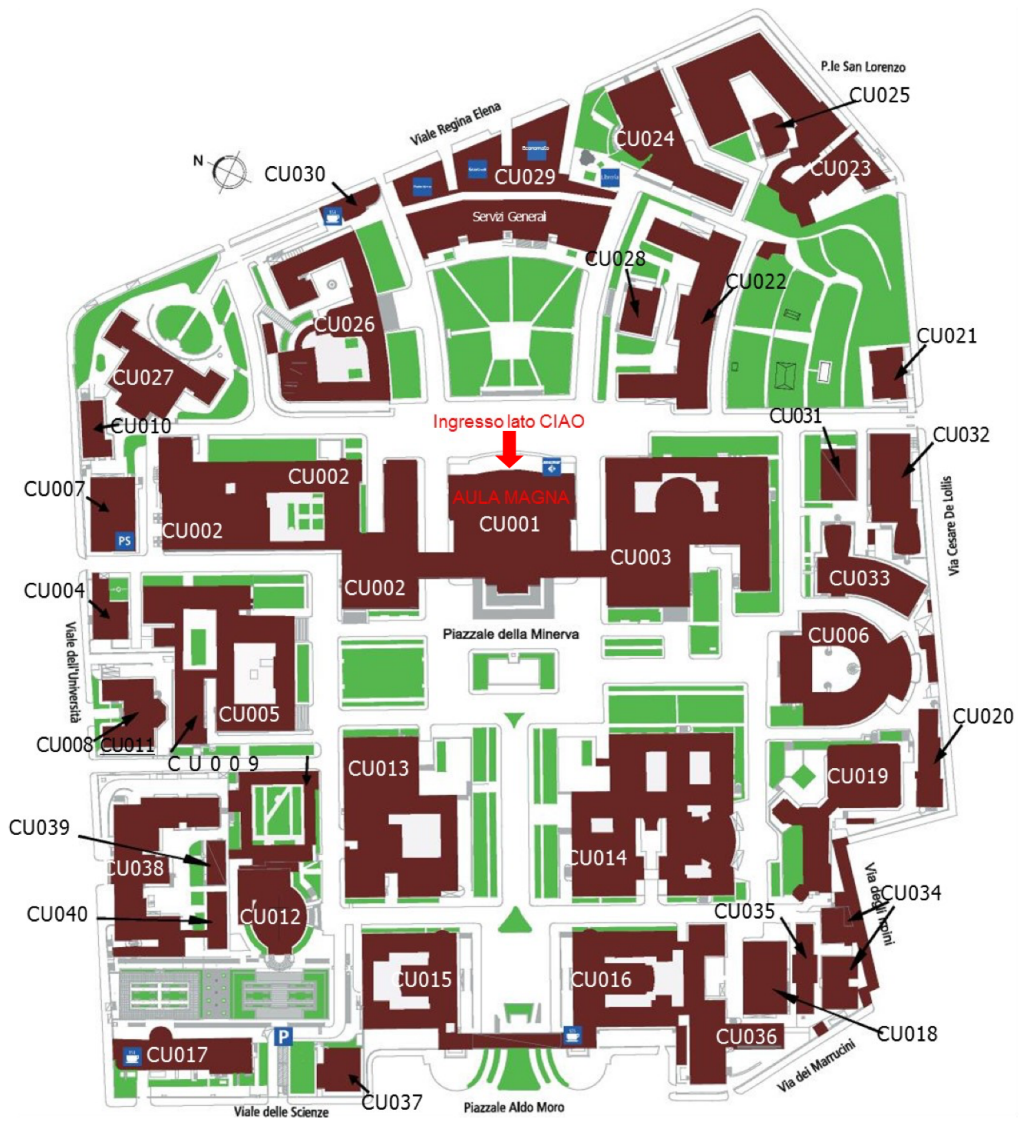 P.le San Lorenzo
CU025
Viale Regina Elena
CU024
Economato
N
CU030
CU029
CU023
Servizi Generali
CU028
CU022
CU026
CU021
CU027
Ingresso lato CIAO
CU031
CU010
CU032
CU002
CU007
AULA MAGNA
CU001
PS
CU002
CU003
Via Cesare De Lollis
CU033
CU004
CU002
Piazzale della Minerva
CU006
Viale dell'Università
CU005
CU020
CU008
CU011
CU009
CU013
CU019
CU039
CU038
CU014
CU034
Via degli Irpini
CU040
CU012
CU035
CU015
CU016
CU018
CU036
P
CU017
CU037
Via dei Marrucini
Viale delle Scienze
Piazzale Aldo Moro